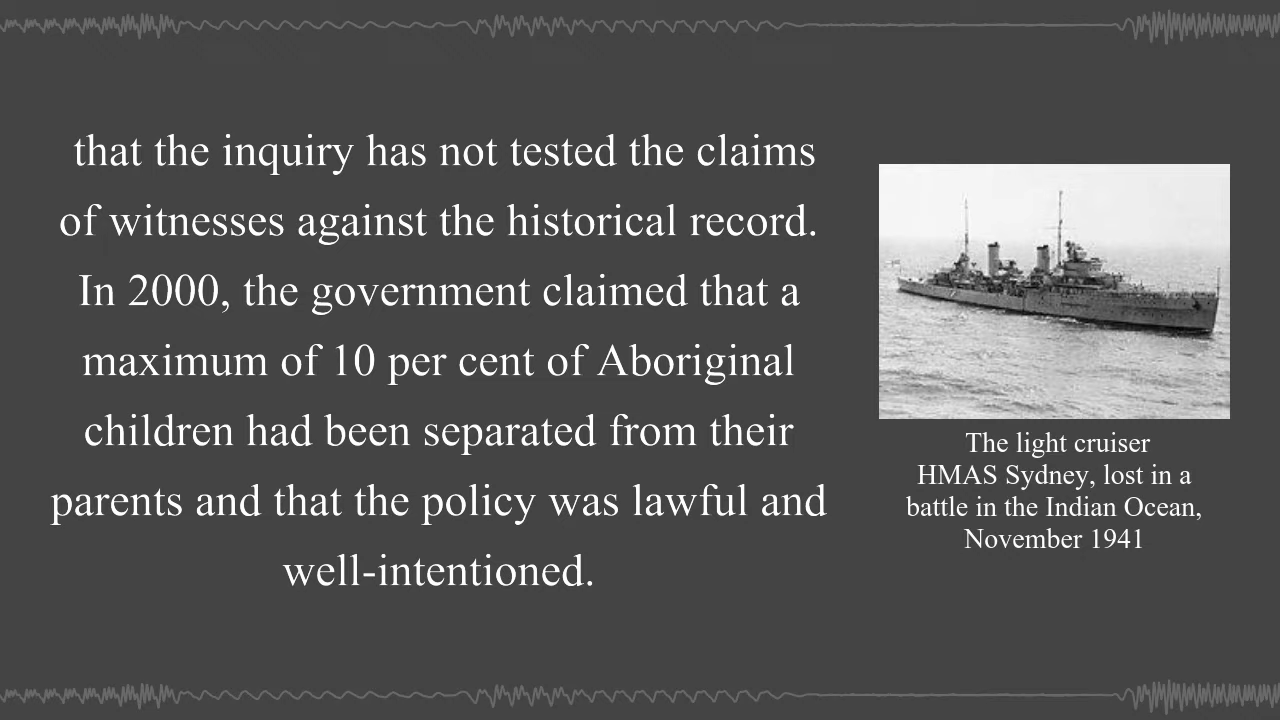 that the inquiry has not tested the claims
of witnesses against the historical record.
In 2000, the government claimed that a
maximum of 10 per cent of Aboriginal
children had been separated from their
parents and that the policy was lawful and
well-intentioned.
The light cruiser
HMAS Sydney, lost in a
battle in the Indian Ocean,
November 1941